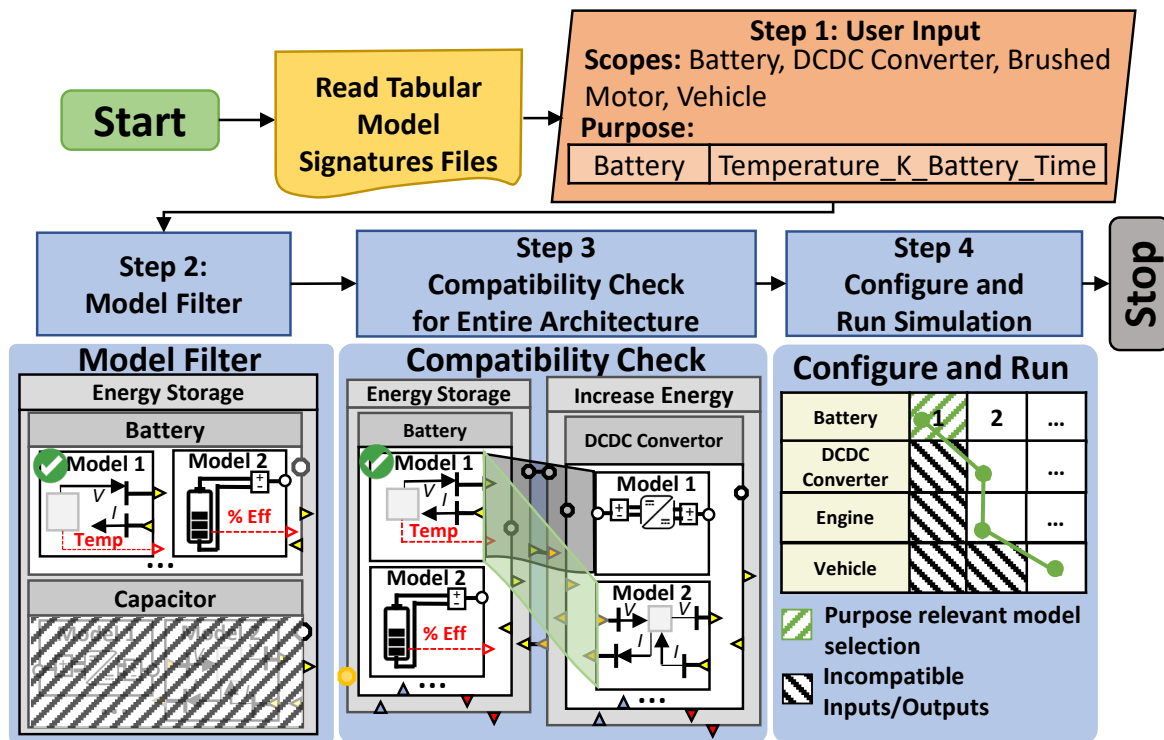 Start
Read Tabular
Model
Signatures Files
Step 1: User Input
Scopes: Battery, DCDC Converter, Brushed
Motor, Vehicle
Purpose:
Battery
Temperature_K_Battery_Time
Step 2:
Model Filter
Step 3
Compatibility Check
for Entire Architecture
Step 4
Configure and
Run Simulation
Stop
Model Filter
Energy Storage
Battery
Model 1
V
I
Temp
Model 2
+
-
% Eff
...
Capacitor
Model 1
Model 2
Compatibility Check
Energy Storage
Battery
Model 1
V
I
Temp
Model 2
+
-
% Eff
...
Increase Energy
DCDC Convertor
Model 1
+
-
+
-
Model 2
V
V
I
I
...
Configure and Run
Battery
1
2
...
DCDC
Converter
...
Engine
...
Vehicle
Purpose relevant model
selection
Incompatible
Inputs/Outputs